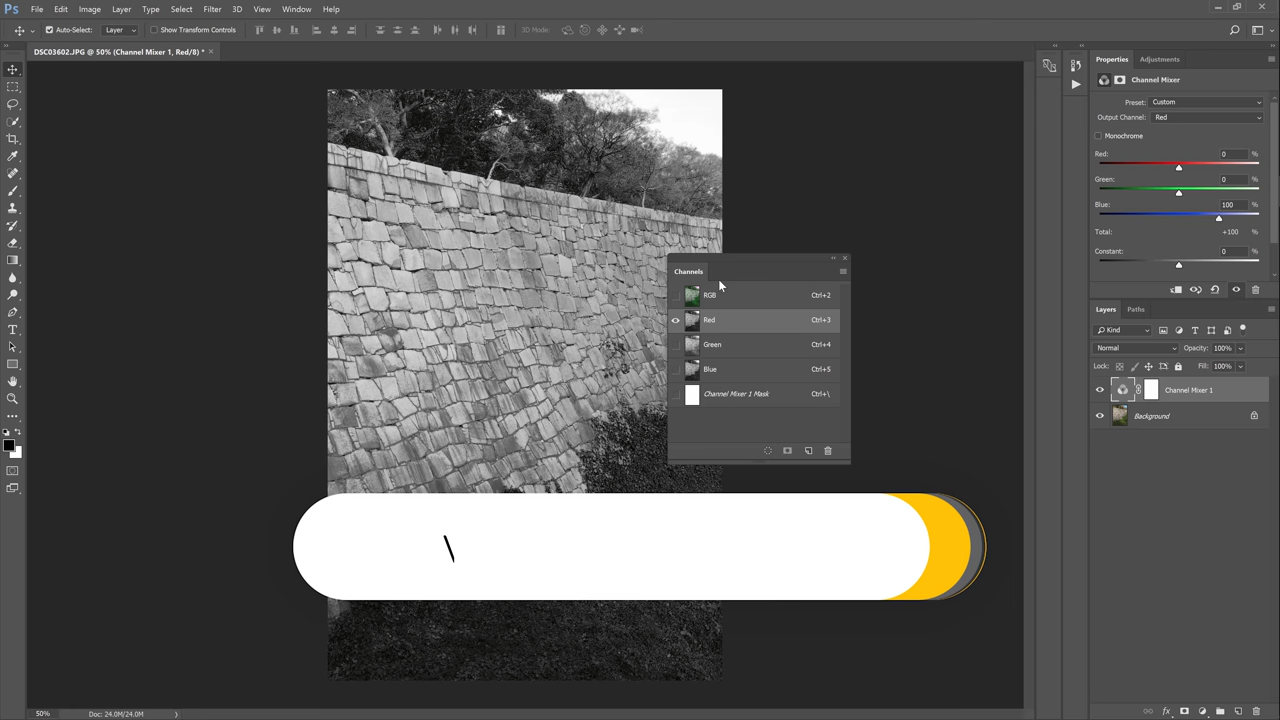 Ps File Edit Image Layer Type Select Filter 3D View Window Help
Auto-Select: Layer Show Transform Controls 3D Mode:
DSC03602.JPG @ 50% (Channel Mixer 1, Red/8) * ×
Properties Adjustments
Channel Mixer
Preset: Custom
Output Channel: Red
Monochrome
Red: 0 %
Green: 0 %
Blue: 100 %
Total: +100 %
Constant: 0 %
Channels
RGB Ctrl+2
Red Ctrl+3
Green Ctrl+4
Blue Ctrl+5
Channel Mixer 1 Mask Ctrl+\
Layers Paths
Kind
Normal Opacity: 100%
Lock: Fill: 100%
Channel Mixer 1
Background
\
50% Doc: 24.0M/24.0M